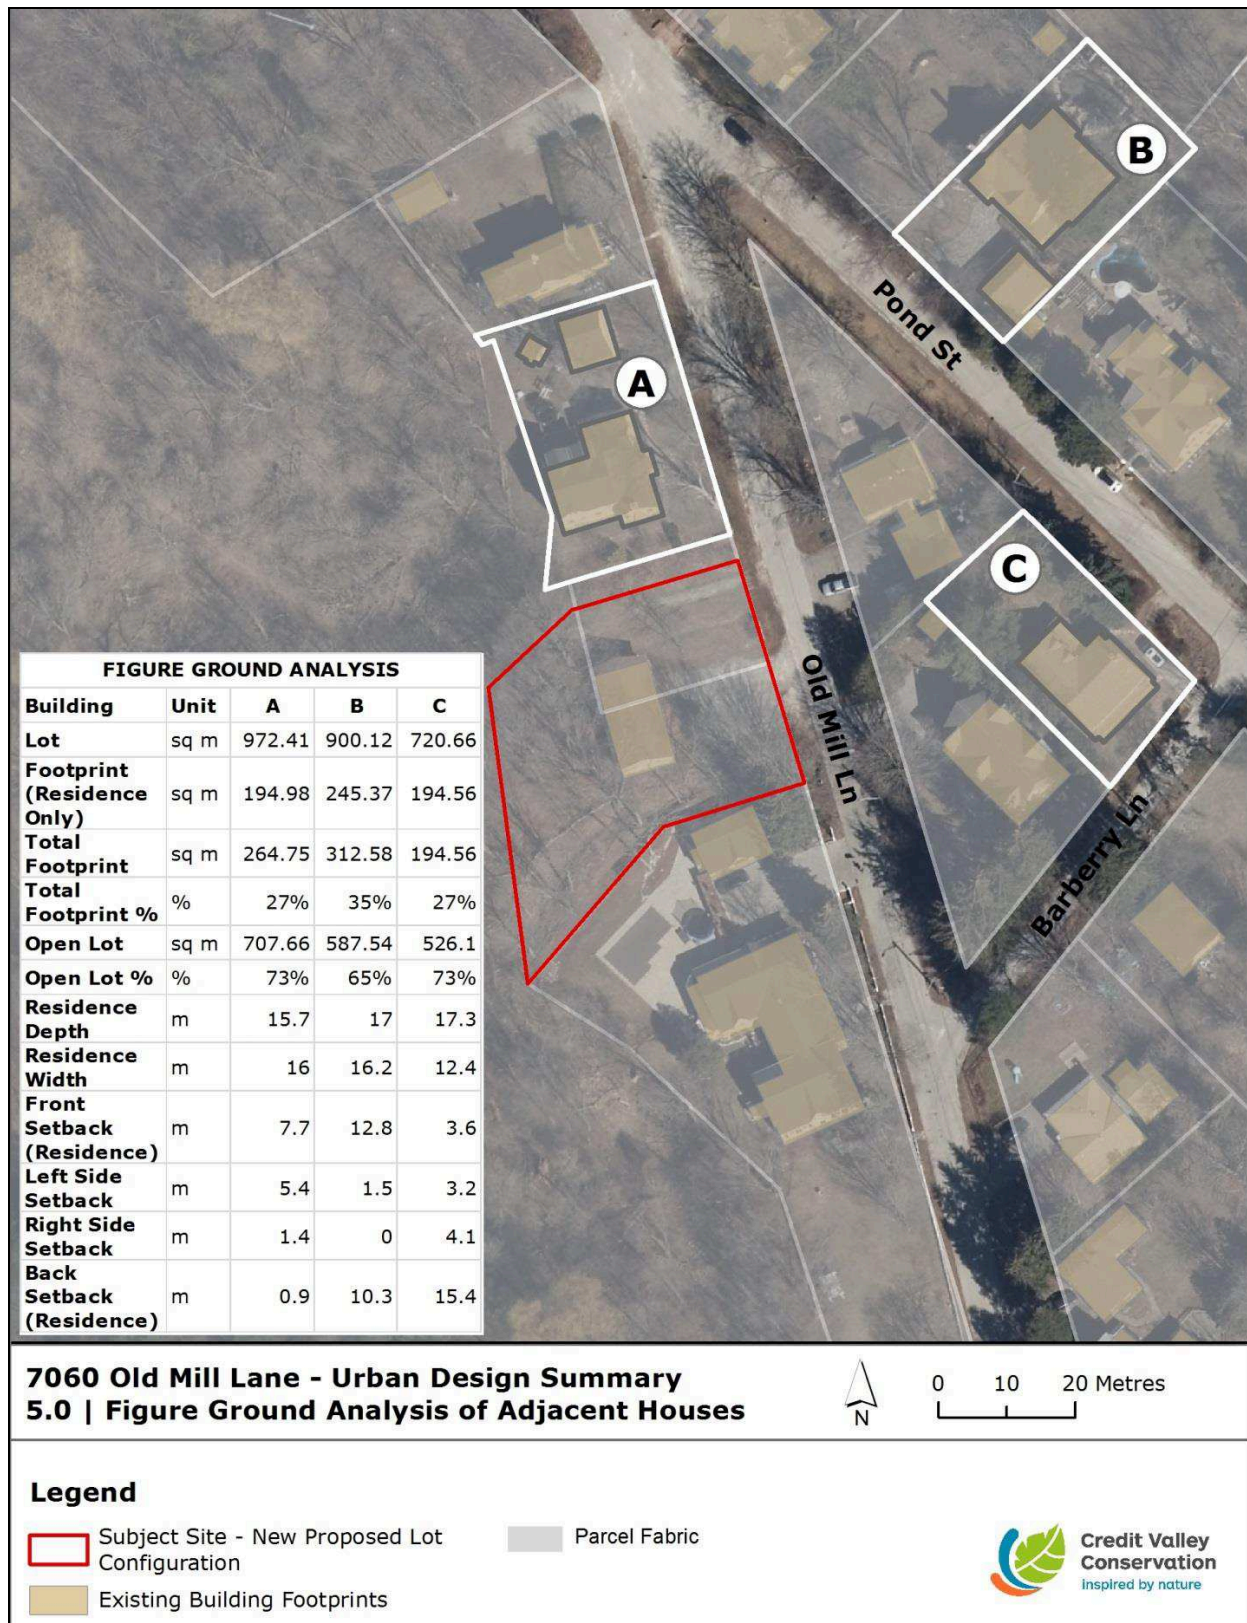 B
Pond St
A
C
Old Mill Ln
Barberry Ln
FIGURE GROUND ANALYSIS
Building Unit A B C
Lot sq m 972.41 900.12 720.66
Footprint
(Residence sq m 194.98 245.37 194.56
Only)
Total
Footprint sq m 264.75 312.58 194.56
Total
Footprint % % 27% 35% 27%
Open Lot sq m 707.66 587.54 526.1
Open Lot % % 73% 65% 73%
Residence
Depth m 15.7 17 17.3
Residence
Width m 16 16.2 12.4
Front
Setback m 7.7 12.8 3.6
(Residence)
Left Side
Setback m 5.4 1.5 3.2
Right Side
Setback m 1.4 0 4.1
Back
Setback m 0.9 10.3 15.4
(Residence)
7060 Old Mill Lane - Urban Design Summary
5.0 | Figure Ground Analysis of Adjacent Houses
N
0 10 20 Metres
Legend
Subject Site - New Proposed Lot
Configuration
Existing Building Footprints
Parcel Fabric
Credit Valley
Conservation
inspired by nature